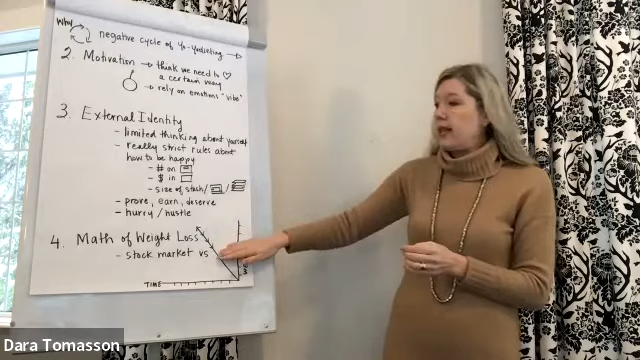 Why
negative cycle of Yo-Yo dieting →
2. Motivation → think we need to ♡
a certain way
→ rely on emotions "vibe"
3. External Identity
- limited thinking about yourself
- really strict rules about
how to be happy
- # on
- $ in
- size of stash/
- prove, earn, deserve
- hurry/hustle
4. Math of Weight Loss
- stock market vs
TIME
Dara Tomasson